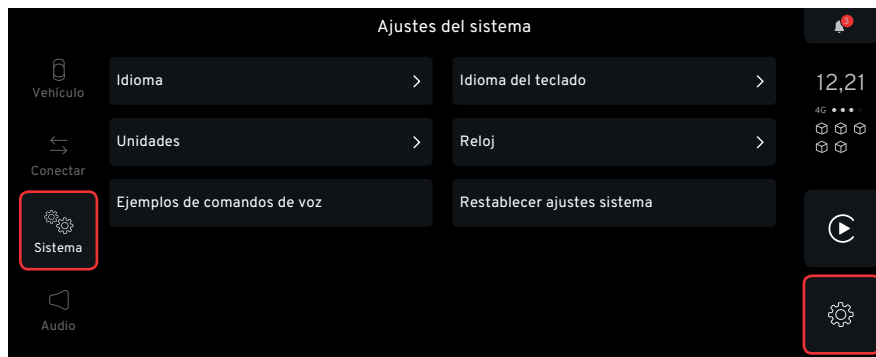 Ajustes del sistema
3
Vehículo
Idioma
Idioma del teclado
12,21
4G
Conectar
Unidades
Reloj
Sistema
Ejemplos de comandos de voz
Restablecer ajustes sistema
Audio